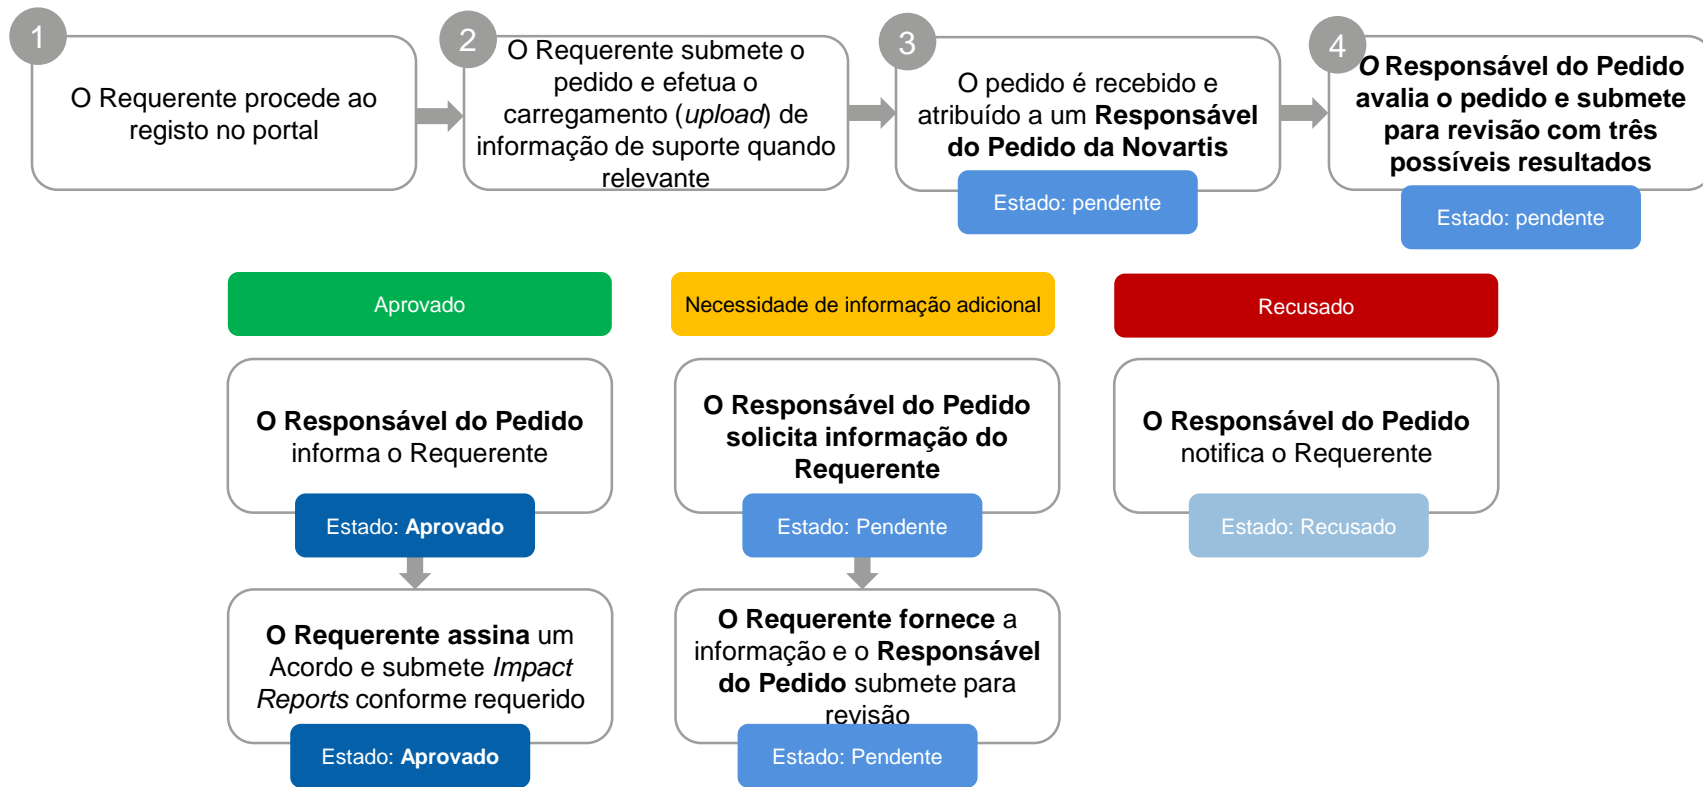 1
O Requerente procede ao
registo no portal
2
O Requerente submete o
pedido e efetua o
carregamento (upload) de
informação de suporte quando
relevante
3
O pedido é recebido e
atribuído a um Responsável
do Pedido da Novartis
Estado: pendente
4
O Responsável do Pedido
avalia o pedido e submete
para revisão com três
possíveis resultados
Estado: pendente
Aprovado
O Responsável do Pedido
informa o Requerente
Estado: Aprovado
O Requerente assina um
Acordo e submete Impact
Reports conforme requerido
Estado: Aprovado
Necessidade de informação adicional
O Responsável do Pedido
solicita informação do
Requerente
Estado: Pendente
O Requerente fornece a
informação e o Responsável
do Pedido submete para
revisão
Estado: Pendente
Recusado
O Responsável do Pedido
notifica o Requerente
Estado: Recusado